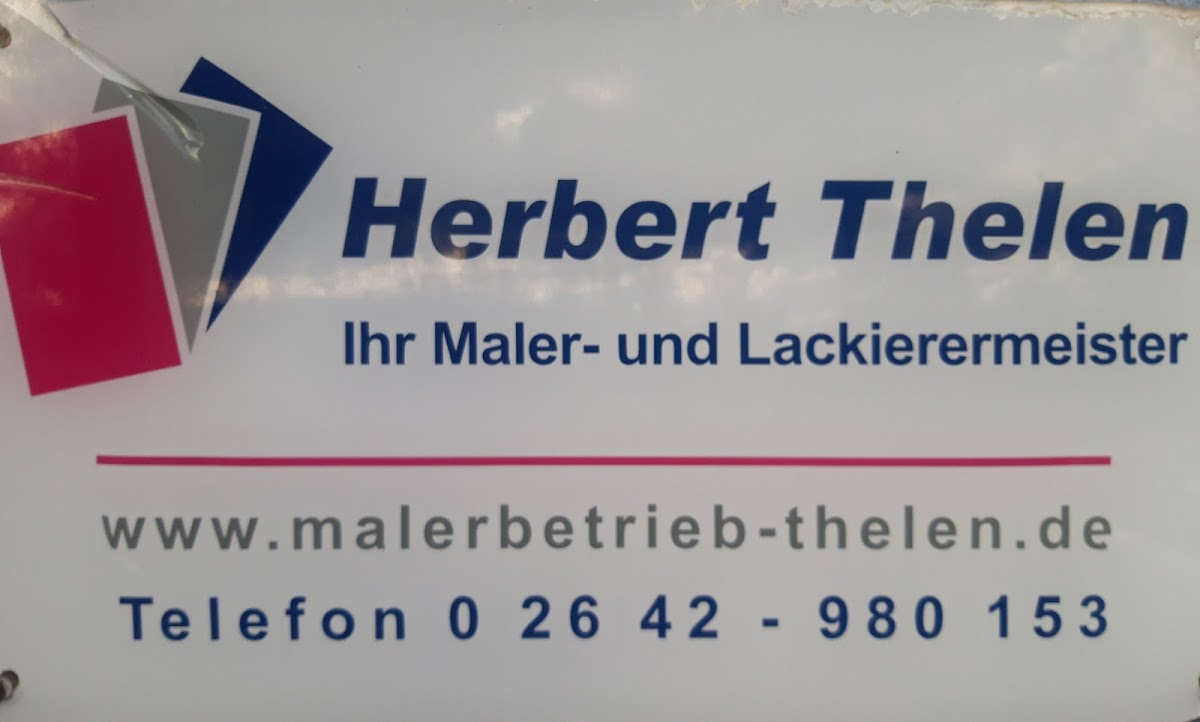 Herbert Thelen
Ihr Maler- und Lackierermeister
www.malerbetrieb-thelen.de
Telefon 0 26 42 - 980 153